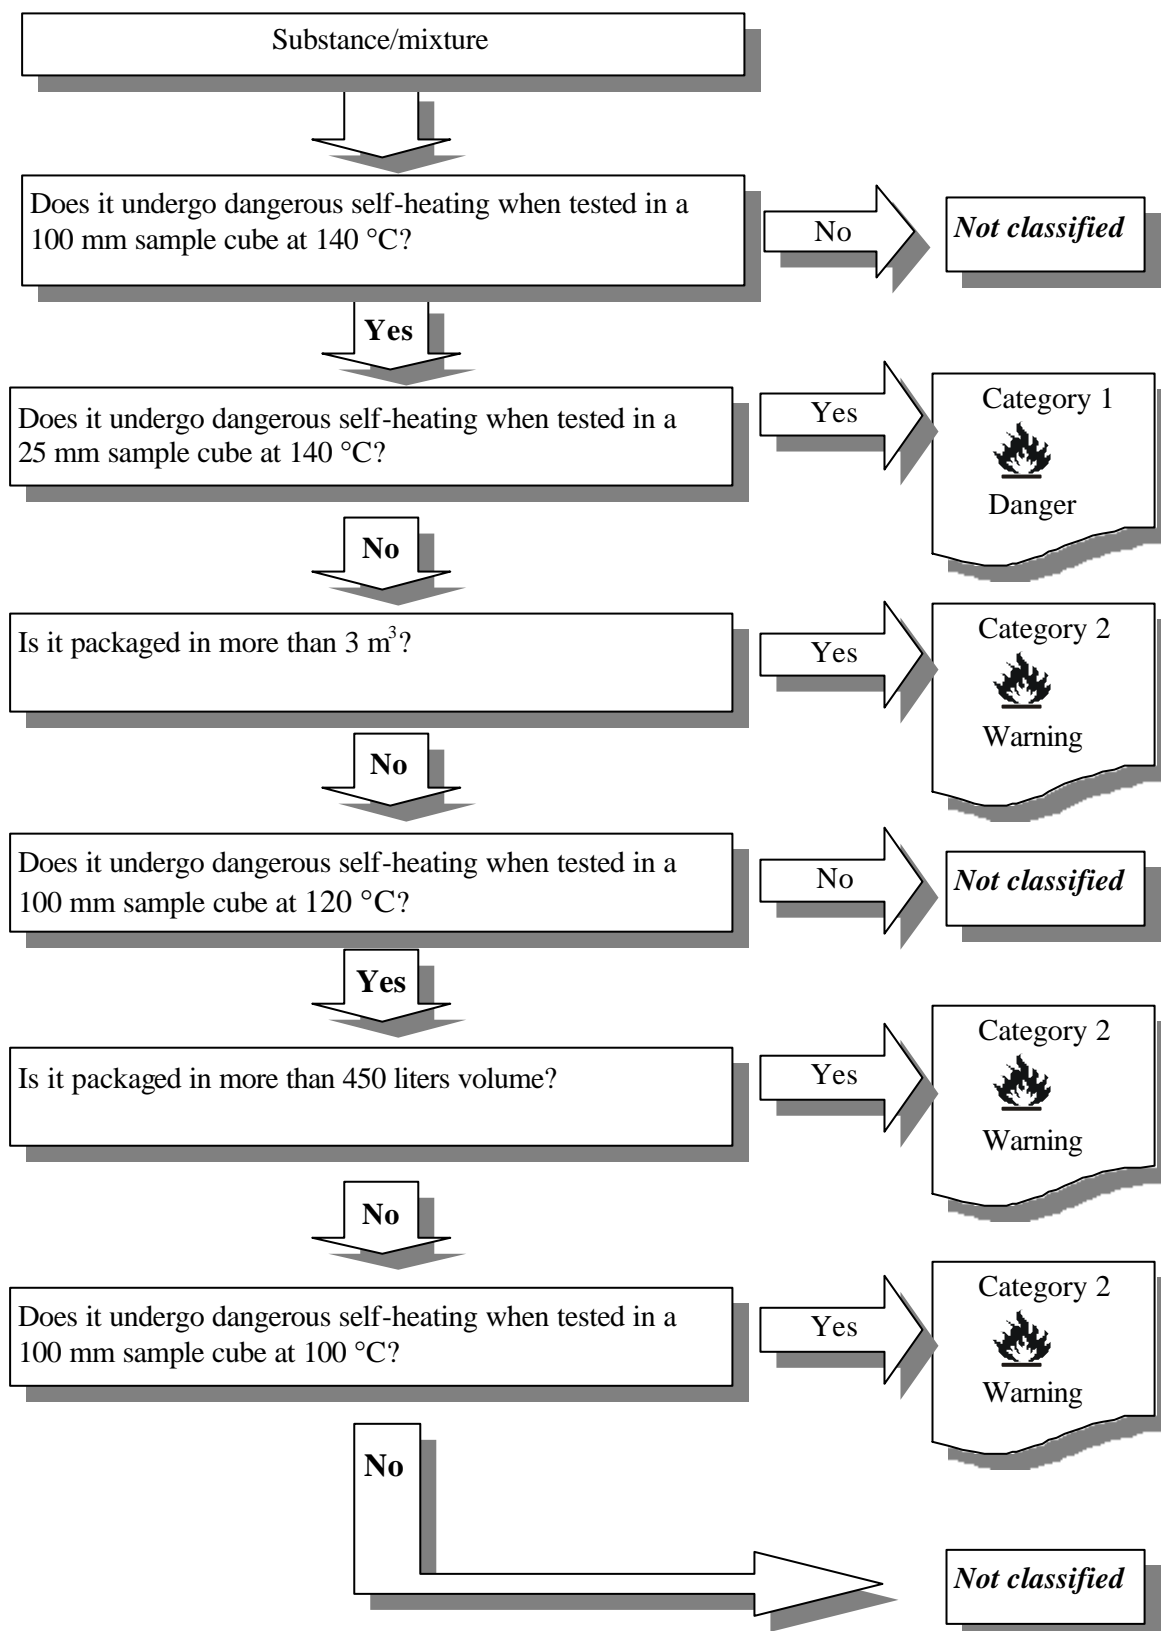 Substance/mixture
Does it undergo dangerous self-heating when tested in a
100 mm sample cube at 140 °C?
No
Not classified
Yes
Does it undergo dangerous self-heating when tested in a
25 mm sample cube at 140 °C?
Yes
Category 1
Danger
No
Is it packaged in more than 3 m³?
Yes
Category 2
Warning
No
Does it undergo dangerous self-heating when tested in a
100 mm sample cube at 120 °C?
No
Not classified
Yes
Is it packaged in more than 450 liters volume?
Yes
Category 2
Warning
No
Does it undergo dangerous self-heating when tested in a
100 mm sample cube at 100 °C?
Yes
Category 2
Warning
No
Not classified